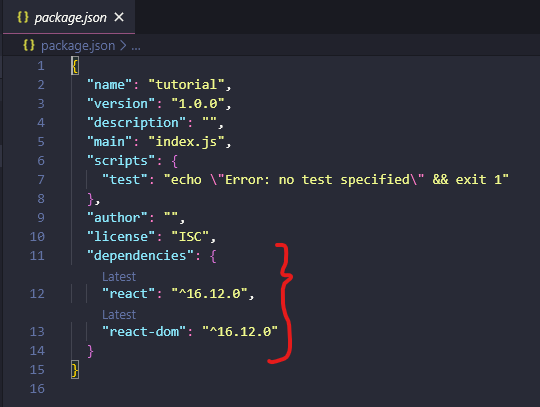 {} package.json ×
{} package.json > ...
1 {
2 "name": "tutorial",
3 "version": "1.0.0",
4 "description": "",
5 "main": "index.js",
6 "scripts": {
7 "test": "echo \"Error: no test specified\" && exit 1"
8 },
9 "author": "",
10 "license": "ISC",
11 "dependencies": {
Latest
12 "react": "^16.12.0",
Latest
13 "react-dom": "^16.12.0"
14 }
15 }
16